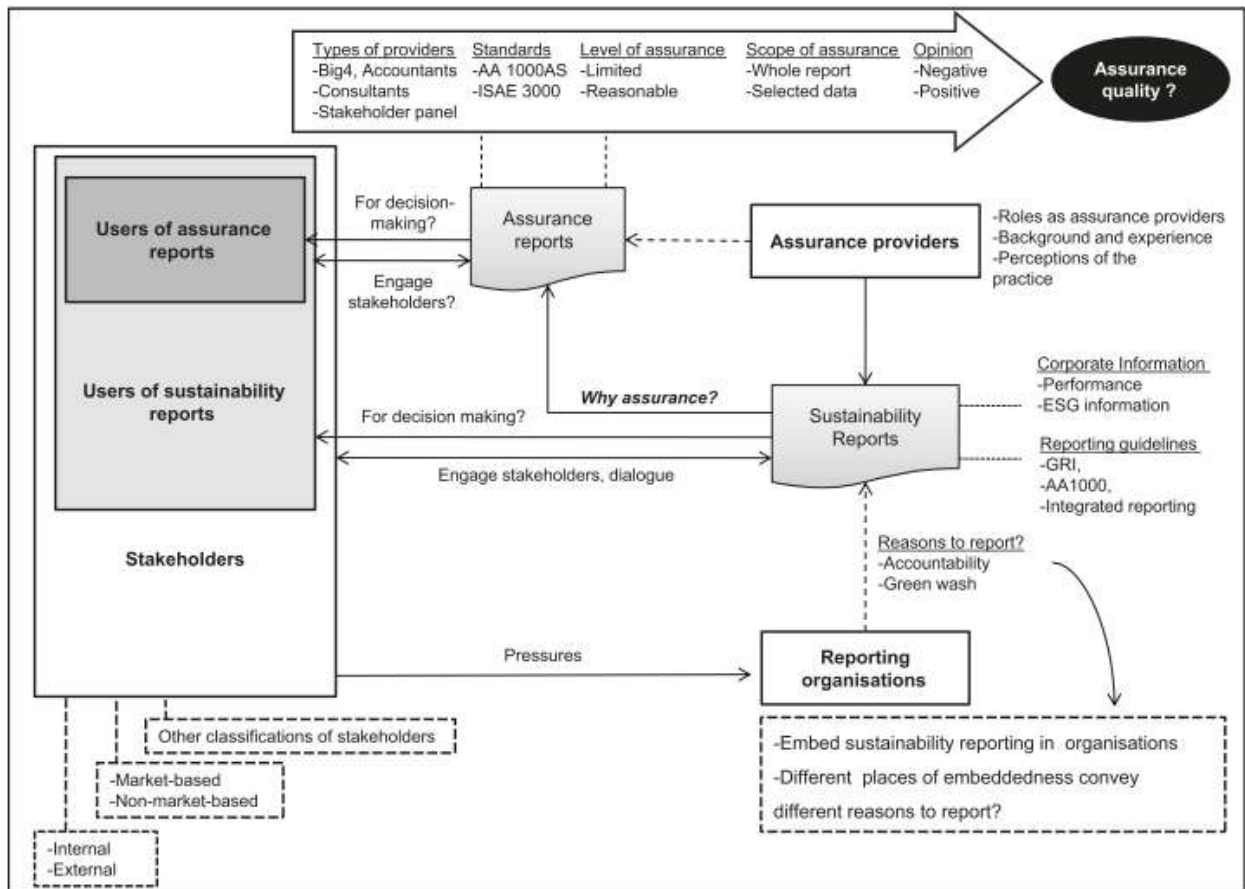 Types of providers
-Big4, Accountants
-Consultants
-Stakeholder panel
Standards
-AA 1000AS
-ISAE 3000
Level of assurance
-Limited
-Reasonable
Scope of assurance
-Whole report
-Selected data
Opinion
-Negative
-Positive
Assurance
quality ?
Users of assurance
reports
For decision-
making?
Engage
stakeholders?
Assurance
reports
Assurance providers
-Roles as assurance providers
-Background and experience
-Perceptions of the
practice
Users of sustainability
reports
Why assurance?
For decision making?
Engage stakeholders, dialogue
Sustainability
Reports
Corporate Information
-Performance
-ESG information
Reporting guidelines
-GRI,
-AA1000,
-Integrated reporting
Stakeholders
Reasons to report?
-Accountability
-Green wash
Pressures
Reporting
organisations
Other classifications of stakeholders
-Market-based
-Non-market-based
-Internal
-External
-Embed sustainability reporting in organisations
-Different places of embeddedness convey
different reasons to report?